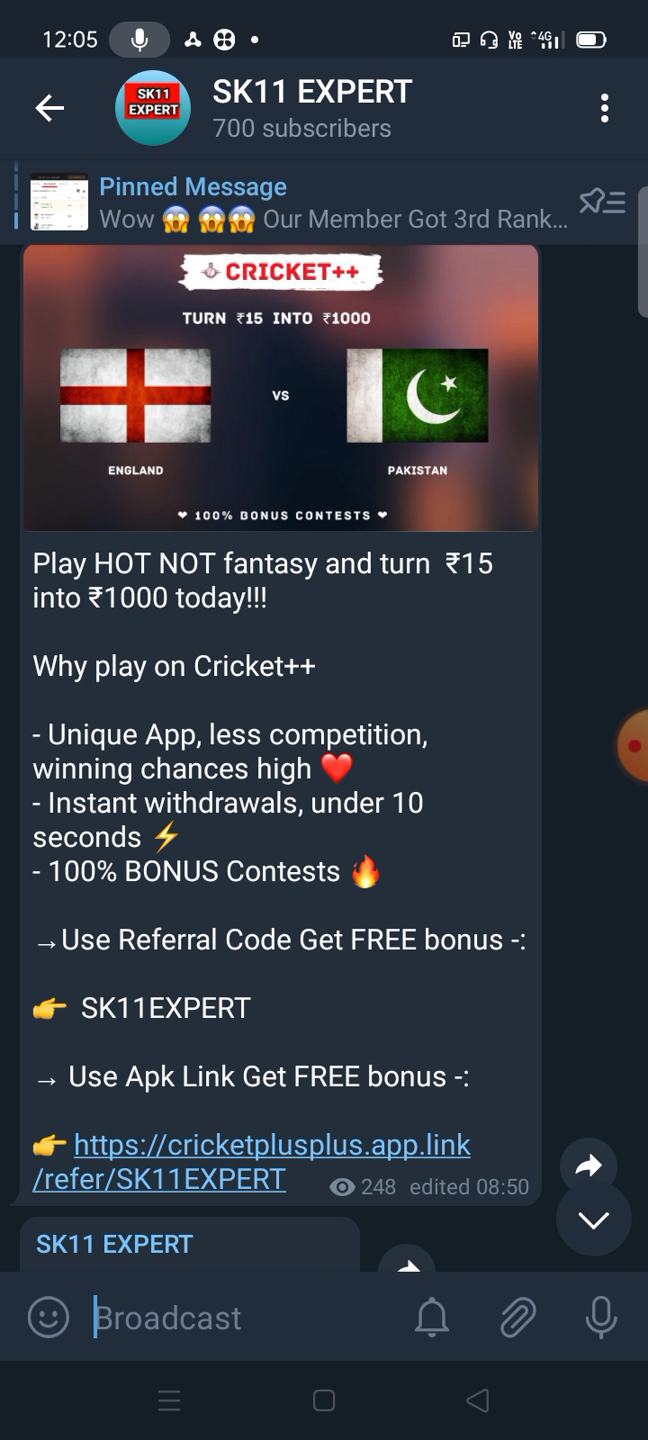 12:05
Vo
LTE
4G
SK11
EXPERT
SK11 EXPERT
700 subscribers
Pinned Message
Wow 😱 😱😱 Our Member Got 3rd Rank...
CRICKET++
TURN ₹15 INTO ₹1000
VS
ENGLAND
PAKISTAN
❤ 100% BONUS CONTESTS ❤
Play HOT NOT fantasy and turn ₹15
into ₹1000 today!!!
Why play on Cricket++
- Unique App, less competition,
winning chances high ❤️
- Instant withdrawals, under 10
seconds ⚡
- 100% BONUS Contests 🔥
→Use Referral Code Get FREE bonus -:
👉 SK11EXPERT
→ Use Apk Link Get FREE bonus -:
👉 https://cricketplusplus.app.link
/refer/SK11EXPERT
248 edited 08:50
SK11 EXPERT
Broadcast